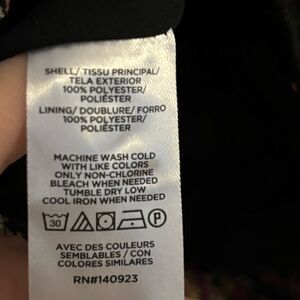 SHELL/ TISSU PRINCIPAL/
TELA EXTERIOR
100% POLYESTER/
POLIÉSTER
LINING/ DOUBLURE/ FORRO
100% POLYESTER/
POLIÉSTER
MACHINE WASH COLD
WITH LIKE COLORS
ONLY NON-CHLORINE
BLEACH WHEN NEEDED
TUMBLE DRY LOW
COOL IRON WHEN NEEDED
30 P
AVEC DES COULEURS
SEMBLABLES / CON
COLORES SIMILARES
RN#140923